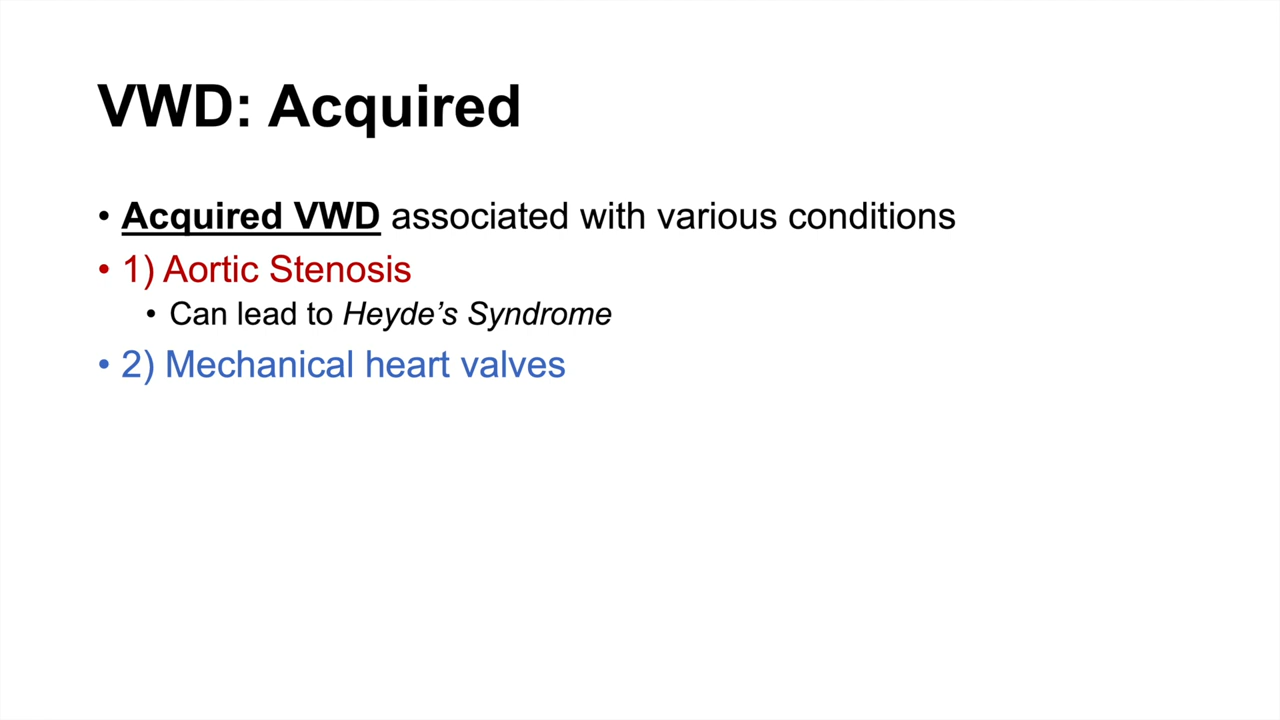 VWD: Acquired
• Acquired VWD associated with various conditions
• 1) Aortic Stenosis
• Can lead to Heyde’s Syndrome
• 2) Mechanical heart valves